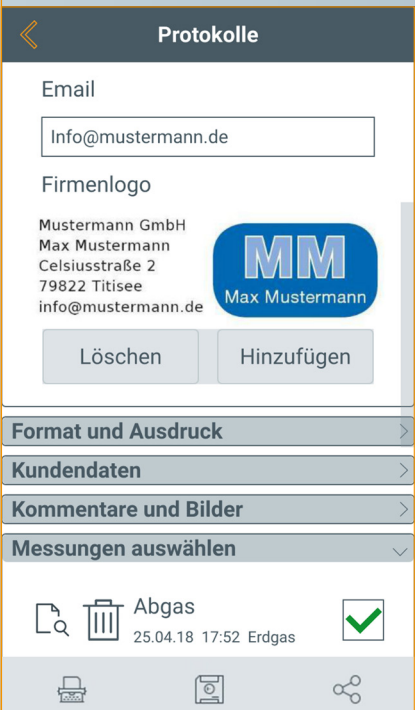 Protokolle
Email
Info@mustermann.de
Firmenlogo
Mustermann GmbH
Max Mustermann
Celsiusstraße 2
79822 Titisee
info@mustermann.de
MM
Max Mustermann
Löschen
Hinzufügen
Format und Ausdruck
Kundendaten
Kommentare und Bilder
Messungen auswählen
Abgas
25.04.18 17:52 Erdgas